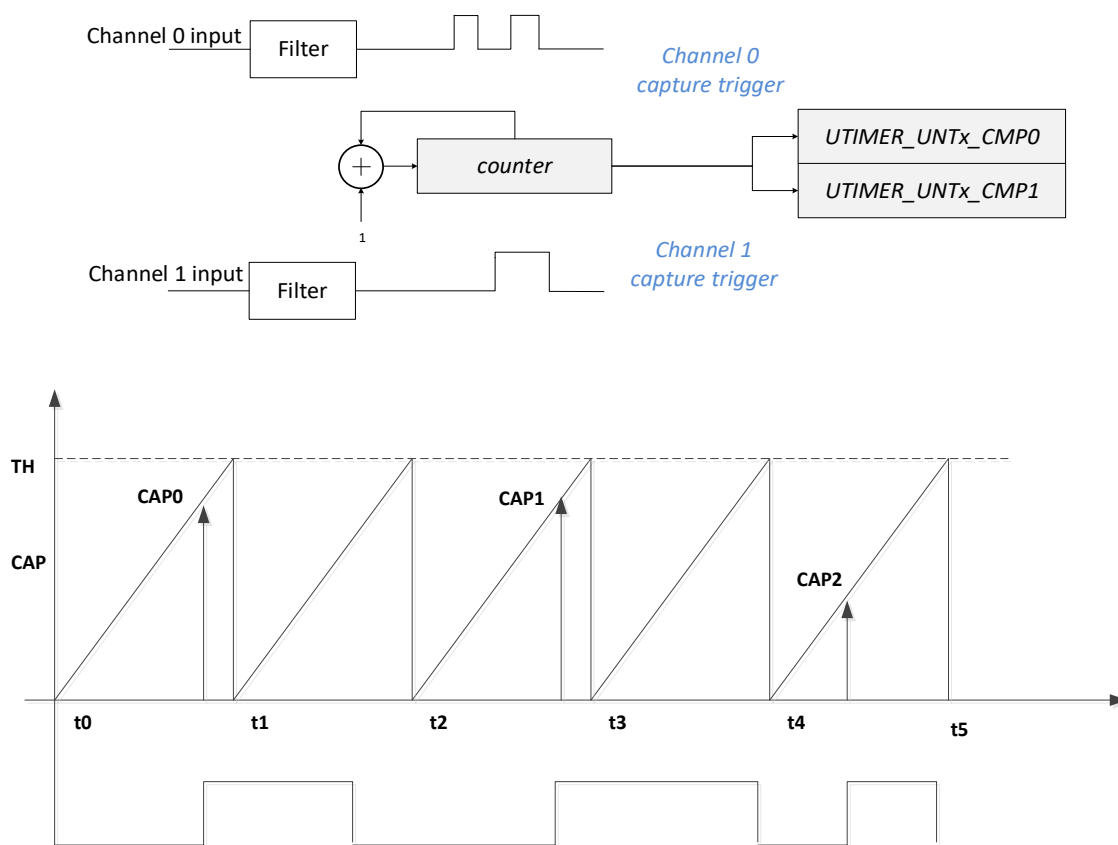 Channel 0 input
Filter
Channel 0
capture trigger
UTIMER_UNTx_CMP0
counter
UTIMER_UNTx_CMP1
1
Channel 1 input
Filter
Channel 1
capture trigger
TH
CAP0
CAP1
CAP
CAP2
t0 t1 t2 t3 t4 t5